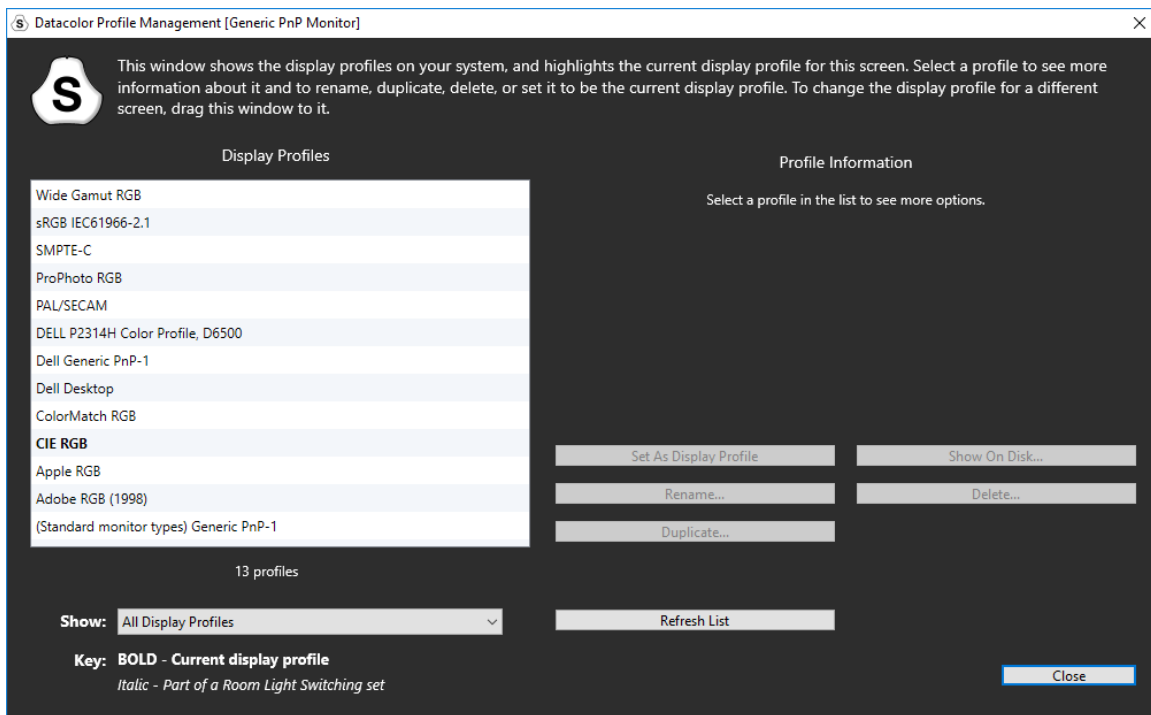 S Datacolor Profile Management [Generic PnP Monitor]
S
This window shows the display profiles on your system, and highlights the current display profile for this screen. Select a profile to see more
information about it and to rename, duplicate, delete, or set it to be the current display profile. To change the display profile for a different
screen, drag this window to it.
Display Profiles
Wide Gamut RGB
sRGB IEC61966-2.1
SMPTE-C
ProPhoto RGB
PAL/SECAM
DELL P2314H Color Profile, D6500
Dell Generic PnP-1
Dell Desktop
ColorMatch RGB
CIE RGB
Apple RGB
Adobe RGB (1998)
(Standard monitor types) Generic PnP-1
13 profiles
Show: All Display Profiles
Key: BOLD - Current display profile
Italic - Part of a Room Light Switching set
Profile Information
Select a profile in the list to see more options.
Set As Display Profile
Show On Disk...
Rename...
Delete...
Duplicate...
Refresh List
Close